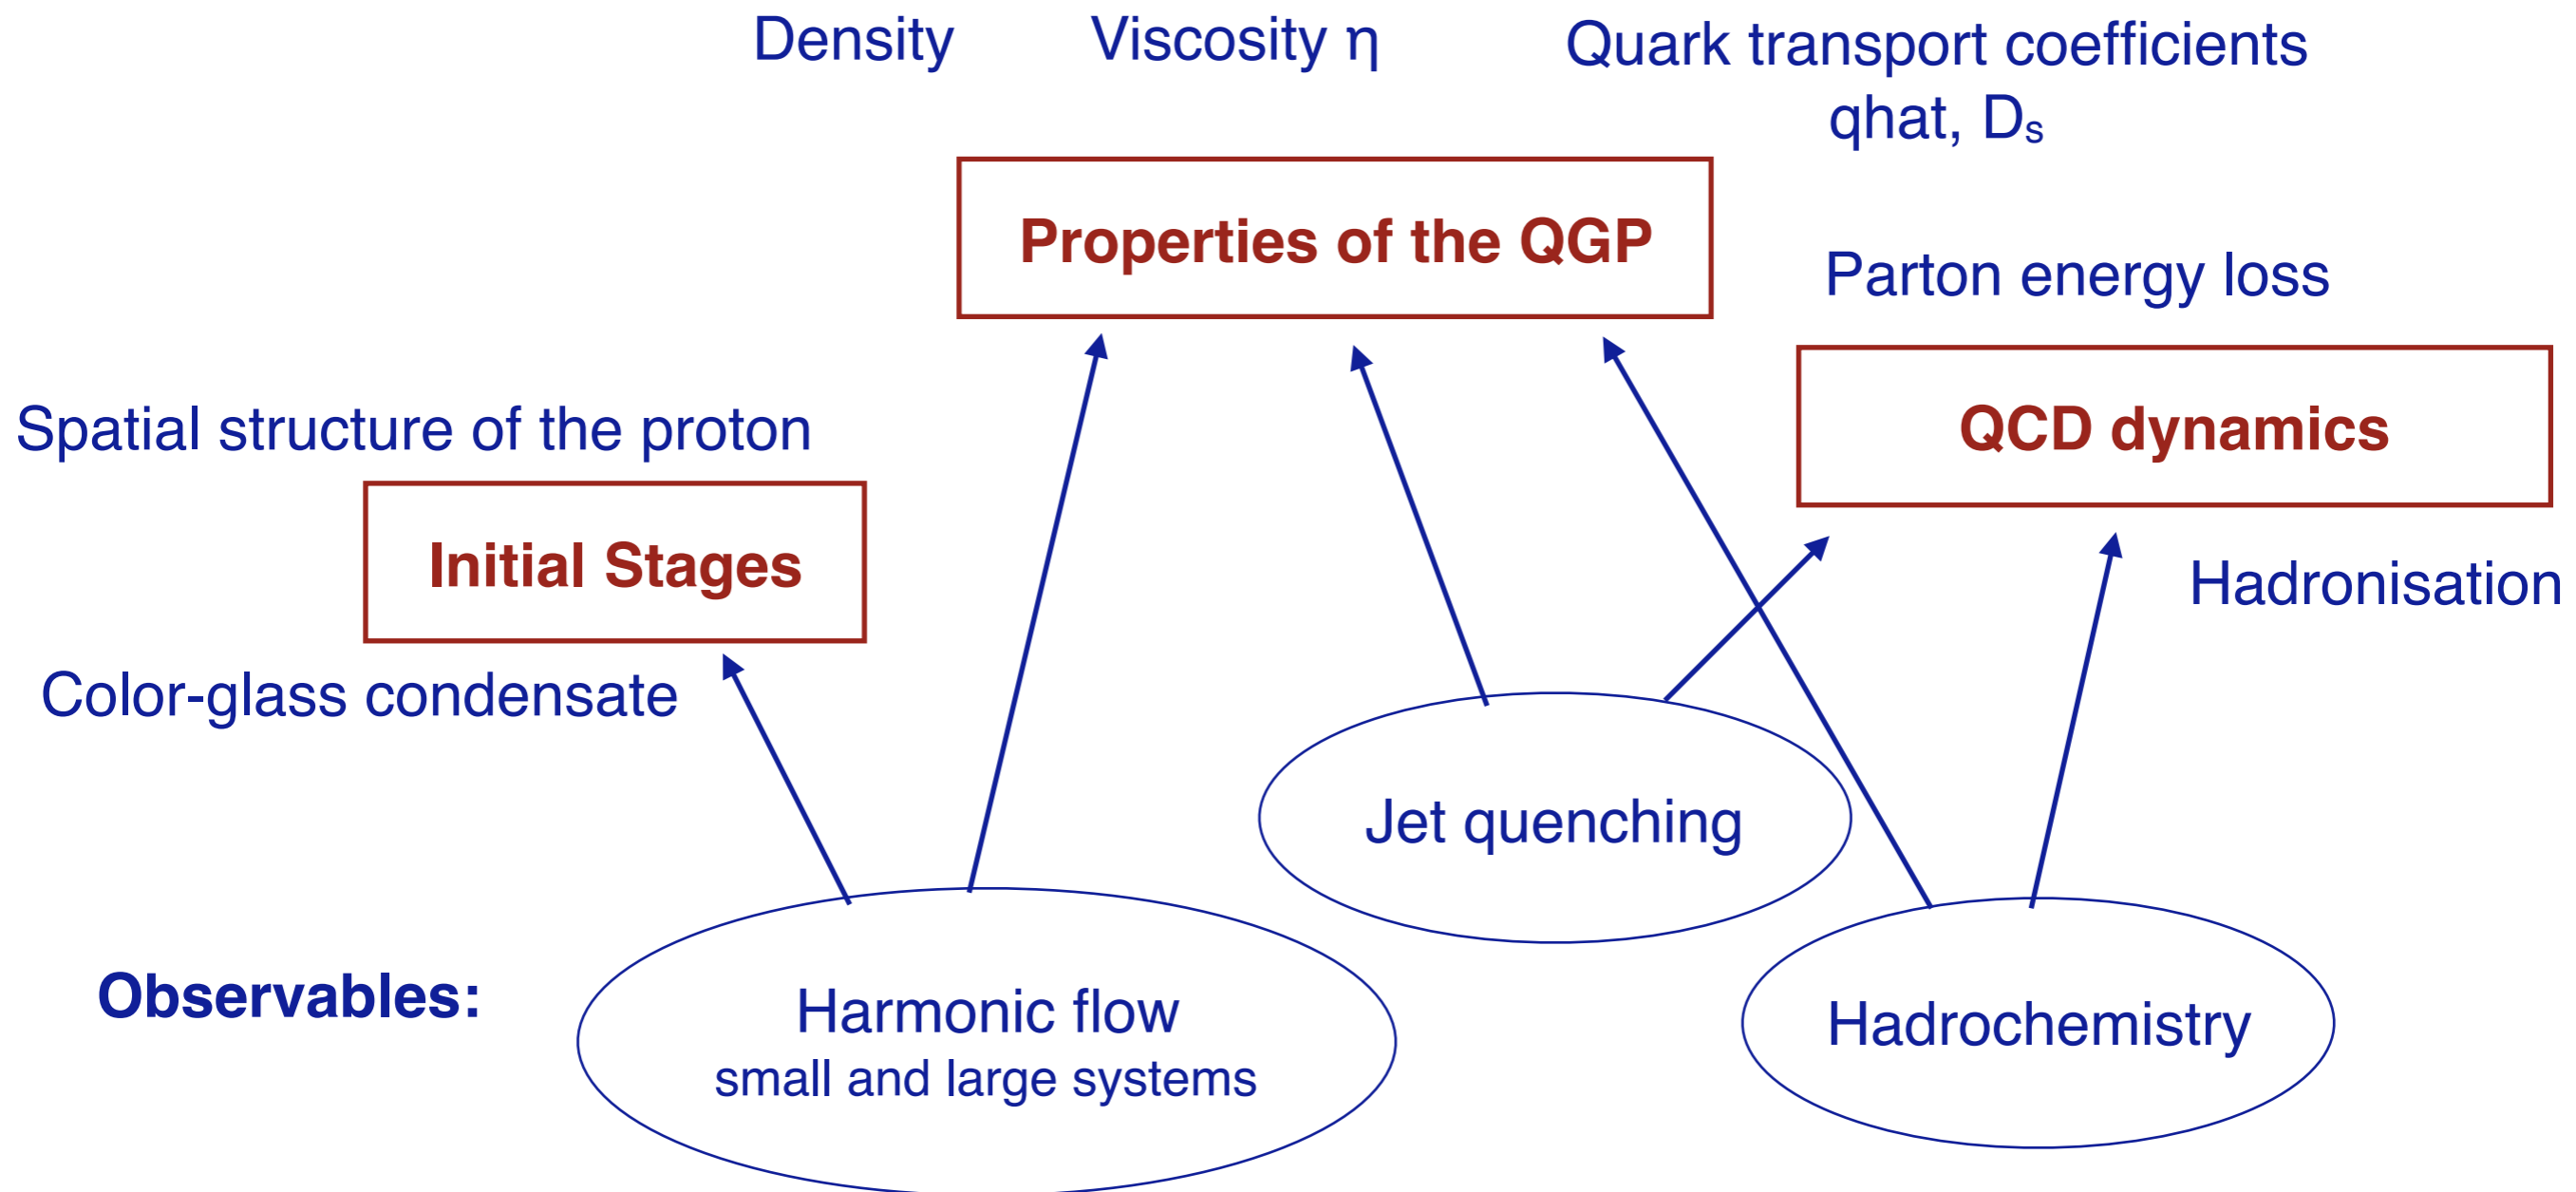 Density
Viscosity η
Quark transport coefficients
qhat, Ds
Properties of the QGP
Parton energy loss
QCD dynamics
Spatial structure of the proton
Initial Stages
Hadronisation
Color-glass condensate
Jet quenching
Observables:
Harmonic flow
small and large systems
Hadrochemistry